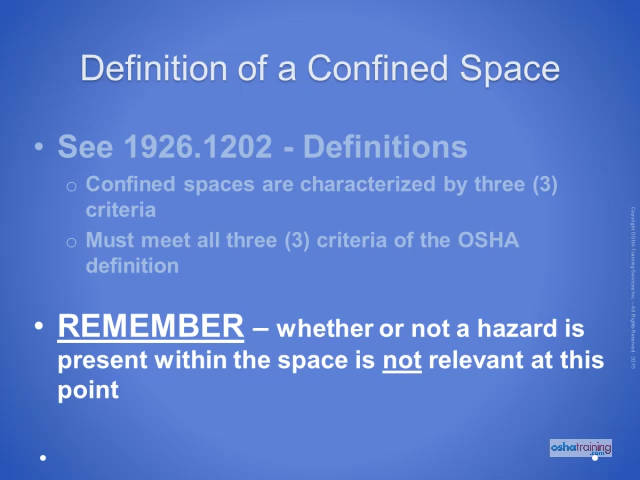 Definition of a Confined Space
• See 1926.1202 - Definitions
o Confined spaces are characterized by three (3)
criteria
o Must meet all three (3) criteria of the OSHA
definition
• REMEMBER – whether or not a hazard is
present within the space is not relevant at this
point
oshatraining
.com